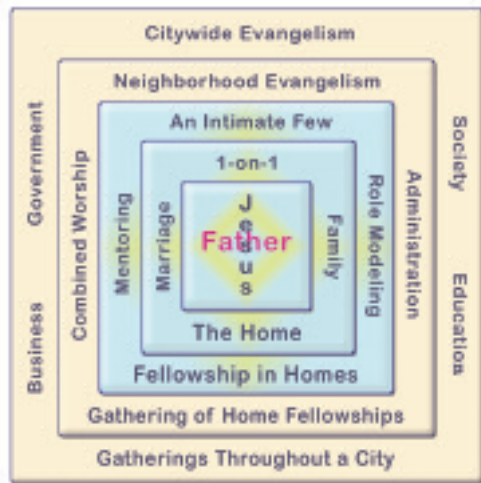 Citywide Evangelism
Neighborhood Evangelism
An Intimate Few
1-on-1
Government
Business
Combined Worship
Mentoring
Marriage
Jesus
Father
Family
Role Modeling
Administration
Society
Education
The Home
Fellowship in Homes
Gathering of Home Fellowships
Gatherings Throughout a City